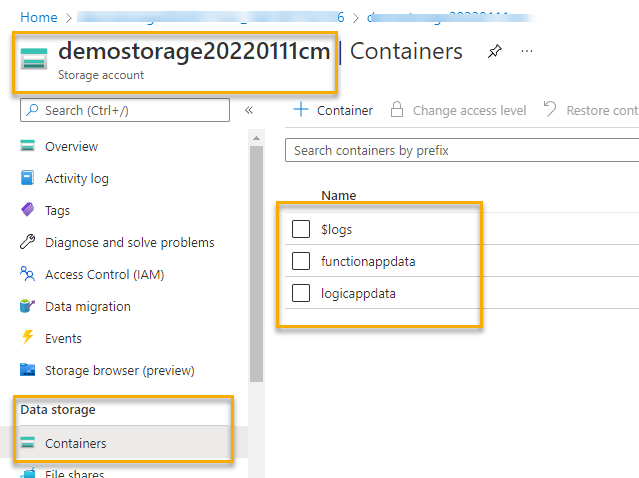 Home
demostorage20220111cm | Containers
Storage account
Search (Ctrl+/)
Container
Change access level
Restore cont
Search containers by prefix
Overview
Activity log
Tags
Diagnose and solve problems
Access Control (IAM)
Data migration
Events
Storage browser (preview)
Data storage
Containers
File shares
Name
$logs
functionappdata
logicappdata